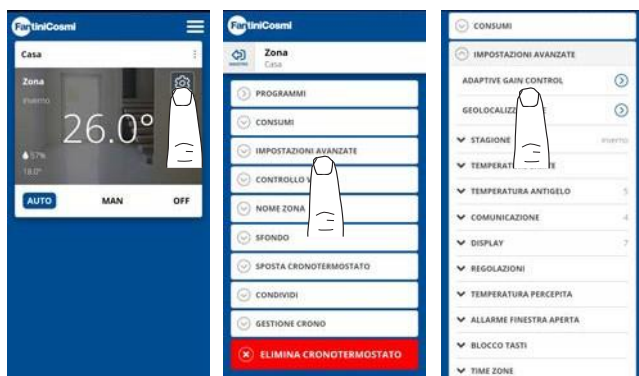 FantiniCosmi
Casa
Zona
inverno
26.0°
57%
18.0°
AUTO MAN OFF
FantiniCosmi
Zona
Casa
PROGRAMMI
CONSUMI
IMPOSTAZIONI AVANZATE
CONTROLLO
NOME ZONA
SFONDO
SPOSTA CRONOTERMOSTATO
CONDIVIDI
GESTIONE CRONO
ELIMINA CRONOTERMOSTATO
CONSUMI
IMPOSTAZIONI AVANZATE
ADAPTIVE GAIN CONTROL
STAGIONE inverno
TEMPERATURA ANTIGELO 5
COMUNICAZIONE 4
DISPLAY 7
REGOLAZIONI
TEMPERATURA PERCEPITA
ALLARME FINESTRA APERTA
BLOCCO TASTI
TIME ZONE